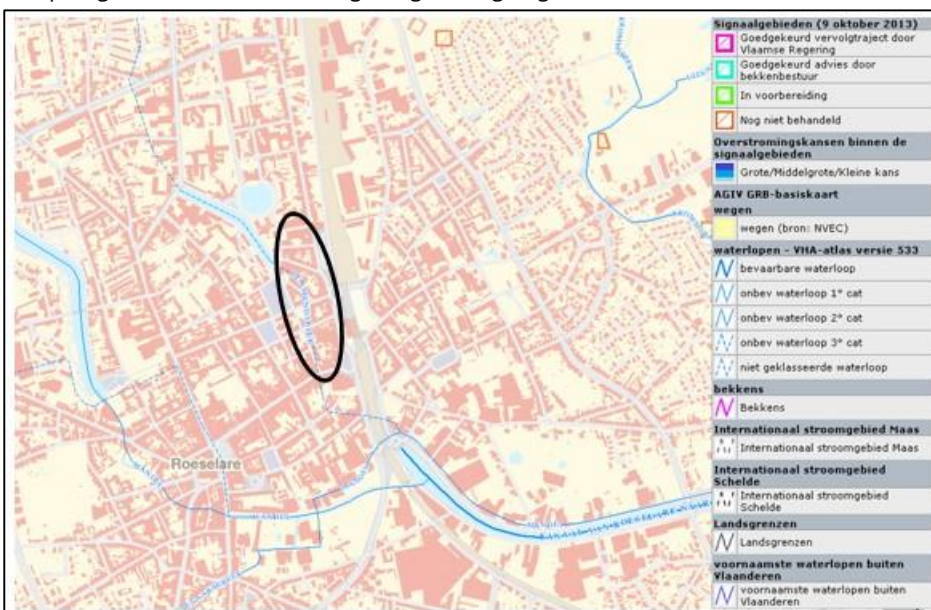 Signaalgebieden (9 oktober 2013)
Goedgekeurd vervolgtraject door
Vlaamse Regering
Goedgekeurd advies door
bekkenbestuur
In voorbereiding
Nog niet behandeld
Overstromingskansen binnen de
signaalgebieden
Grote/Middelgrote/Kleine kans
AGIV GRB-basiskaart
wegen
wegen (bron: NVEC)
waterlopen - VHA-atlas versie 533
bevaarbare waterloop
onbev waterloop 1° cat
onbev waterloop 2° cat
onbev waterloop 3° cat
niet geklasseerde waterloop
bekkens
Bekkens
Internationaal stroomgebied Maas
Internationaal stroomgebied Maas
Internationaal stroomgebied
Schelde
Internationaal stroomgebied
Schelde
Landsgrenzen
Landsgrenzen
voornaamste waterlopen buiten
Vlaanderen
voornaamste waterlopen buiten
Vlaanderen
Roeselare
MANDEL
MANDEL